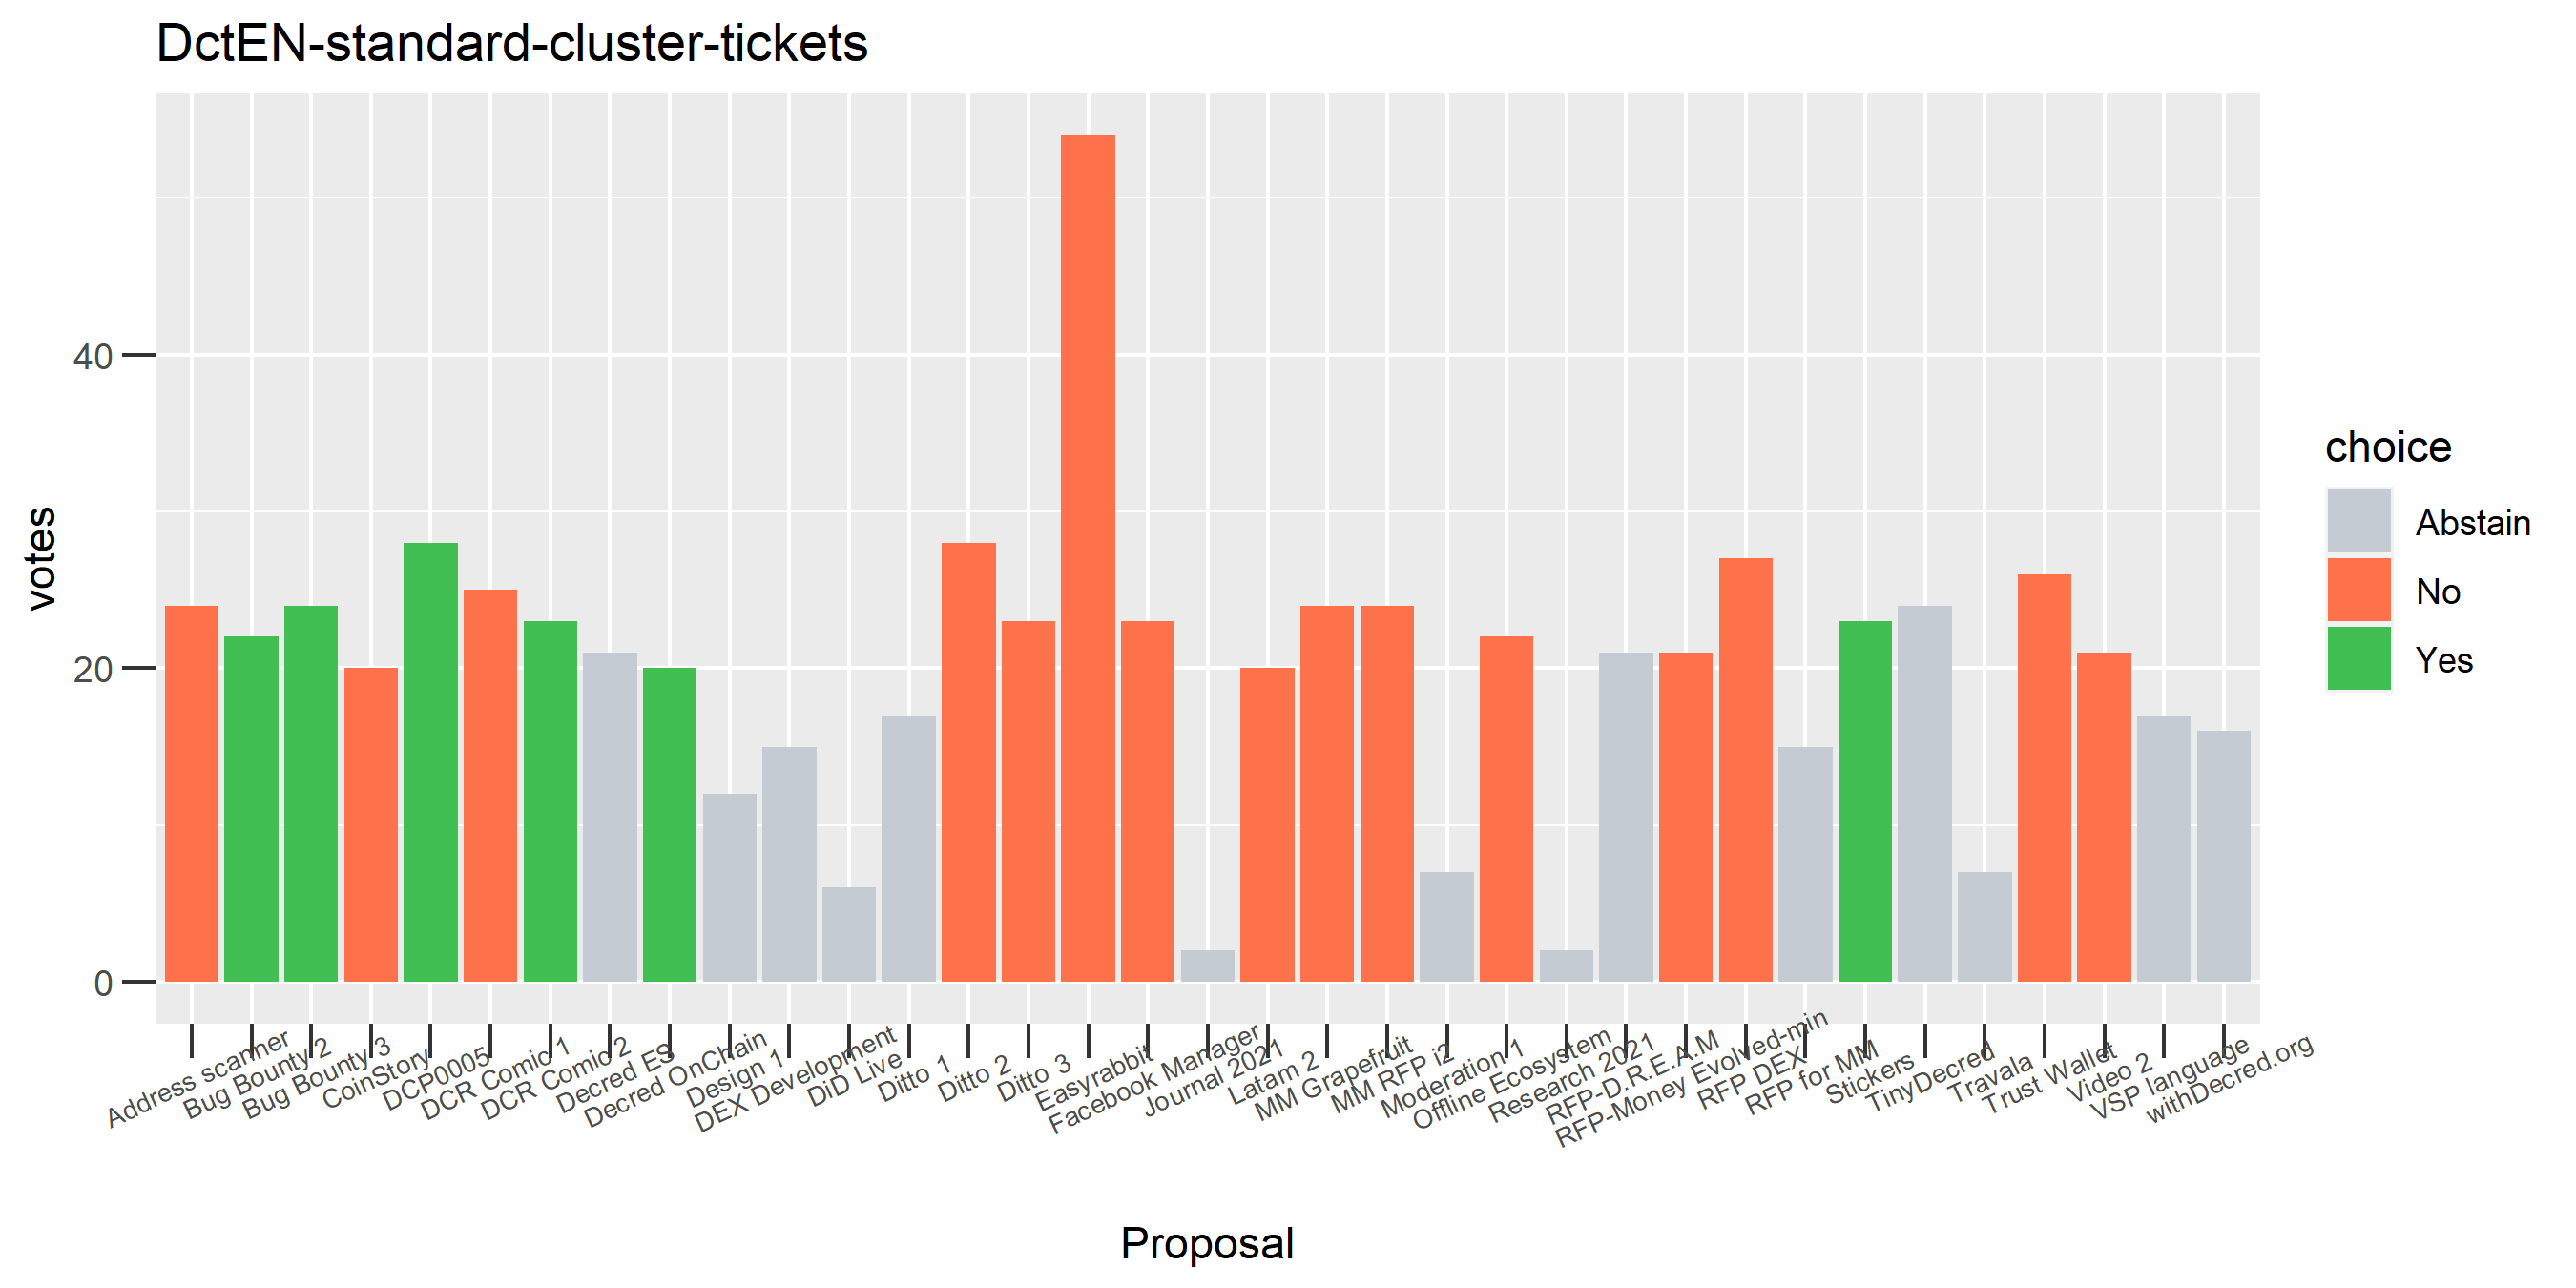 DctEN-standard-cluster-tickets
votes
40
20
0
Address scanner
Bug Bounty 2
Bug Bounty 3
CoinStory
DCP0005
DCR Comic 1
DCR Comic 2
Decred ES
Decred OnChain
Design 1
DEX Development
DiD Live
Ditto 1
Ditto 2
Ditto 3
Easyrabbit
Facebook Manager
Journal 2021
Latam 2
MM Grapefruit
MM RFP i2
Moderation 1
Offline Ecosystem
Research 2021
RFP-D.R.E.A.M
RFP-Money Evolved-min
RFP DEX
RFP for MM
Stickers
TinyDecred
Travala
Trust Wallet
Video 2
VSP language
withDecred.org
Proposal
choice
Abstain
No
Yes